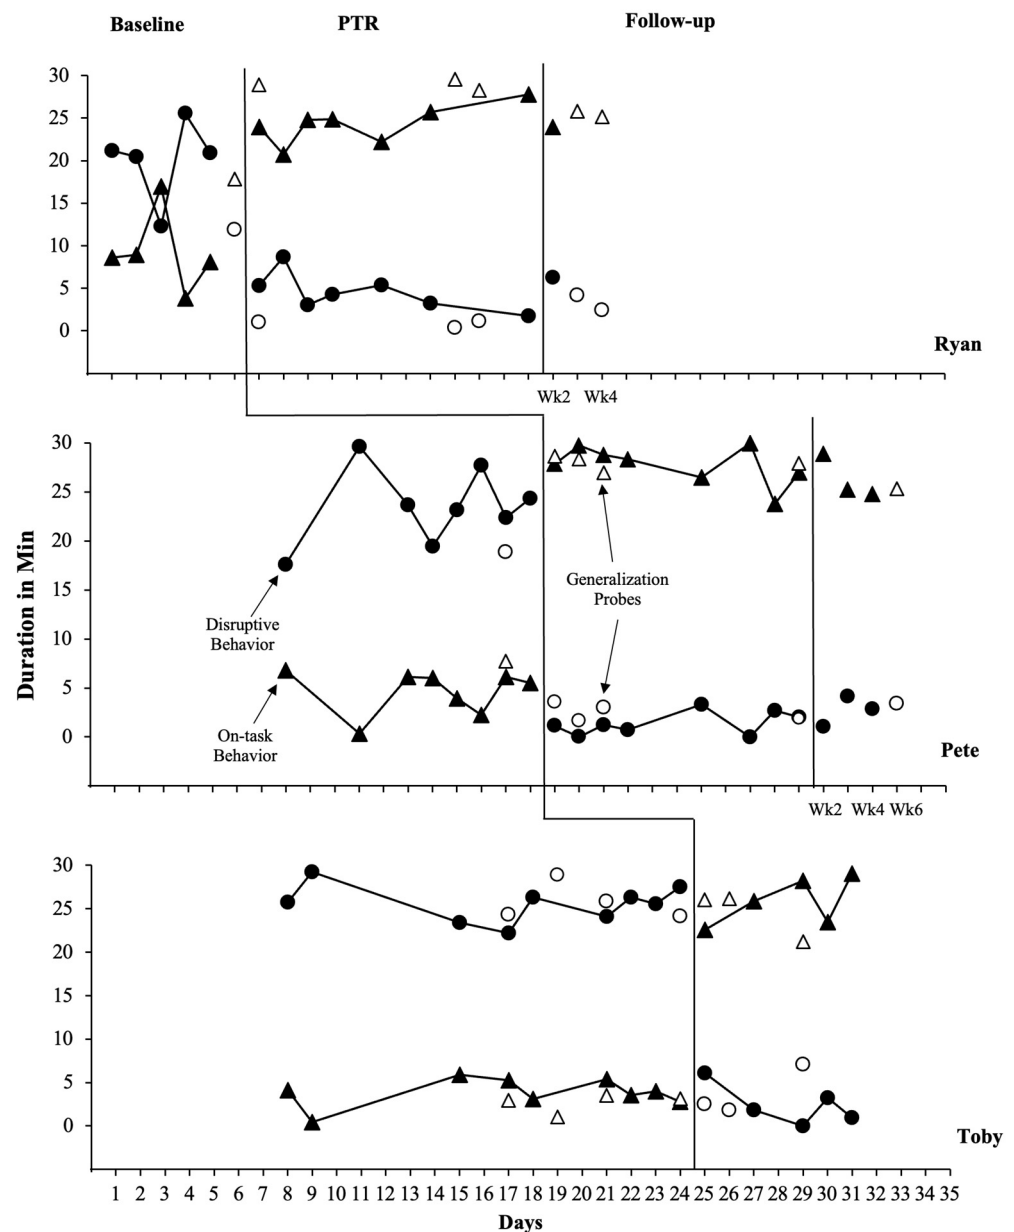 Baseline PTR Follow-up
30
25
20
15
10
5
0
Ryan
Wk2 Wk4
30
25
20
15
10
5
0
Duration in Min
Disruptive
Behavior
On-task
Behavior
Generalization
Probes
Pete
Wk2 Wk4 Wk6
30
25
20
15
10
5
0
Toby
1 2 3 4 5 6 7 8 9 10 11 12 13 14 15 16 17 18 19 20 21 22 23 24 25 26 27 28 29 30 31 32 33 34 35
Days